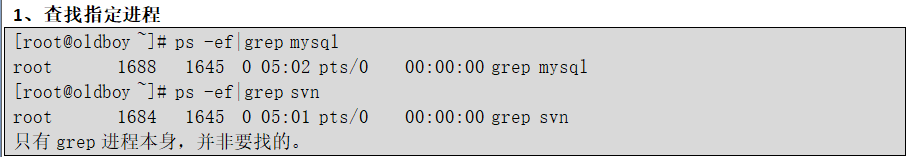 1、查找指定进程
[root@oldboy ~]# ps -ef|grep mysql
root      1688  1645  0 05:02 pts/0    00:00:00 grep mysql
[root@oldboy ~]# ps -ef|grep svn
root      1684  1645  0 05:01 pts/0    00:00:00 grep svn
只有 grep 进程本身，并非要找的。